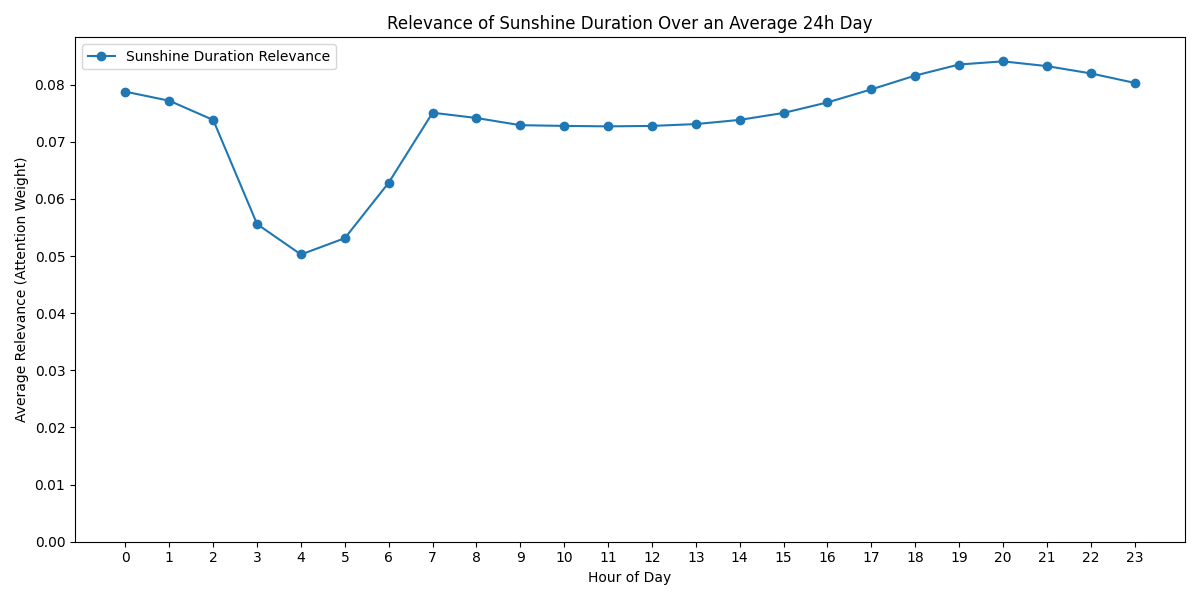 Relevance of Sunshine Duration Over an Average 24h Day
Sunshine Duration Relevance
Average Relevance (Attention Weight)
0.08
0.07
0.06
0.05
0.04
0.03
0.02
0.01
0.00
0 1 2 3 4 5 6 7 8 9 10 11 12 13 14 15 16 17 18 19 20 21 22 23
Hour of Day